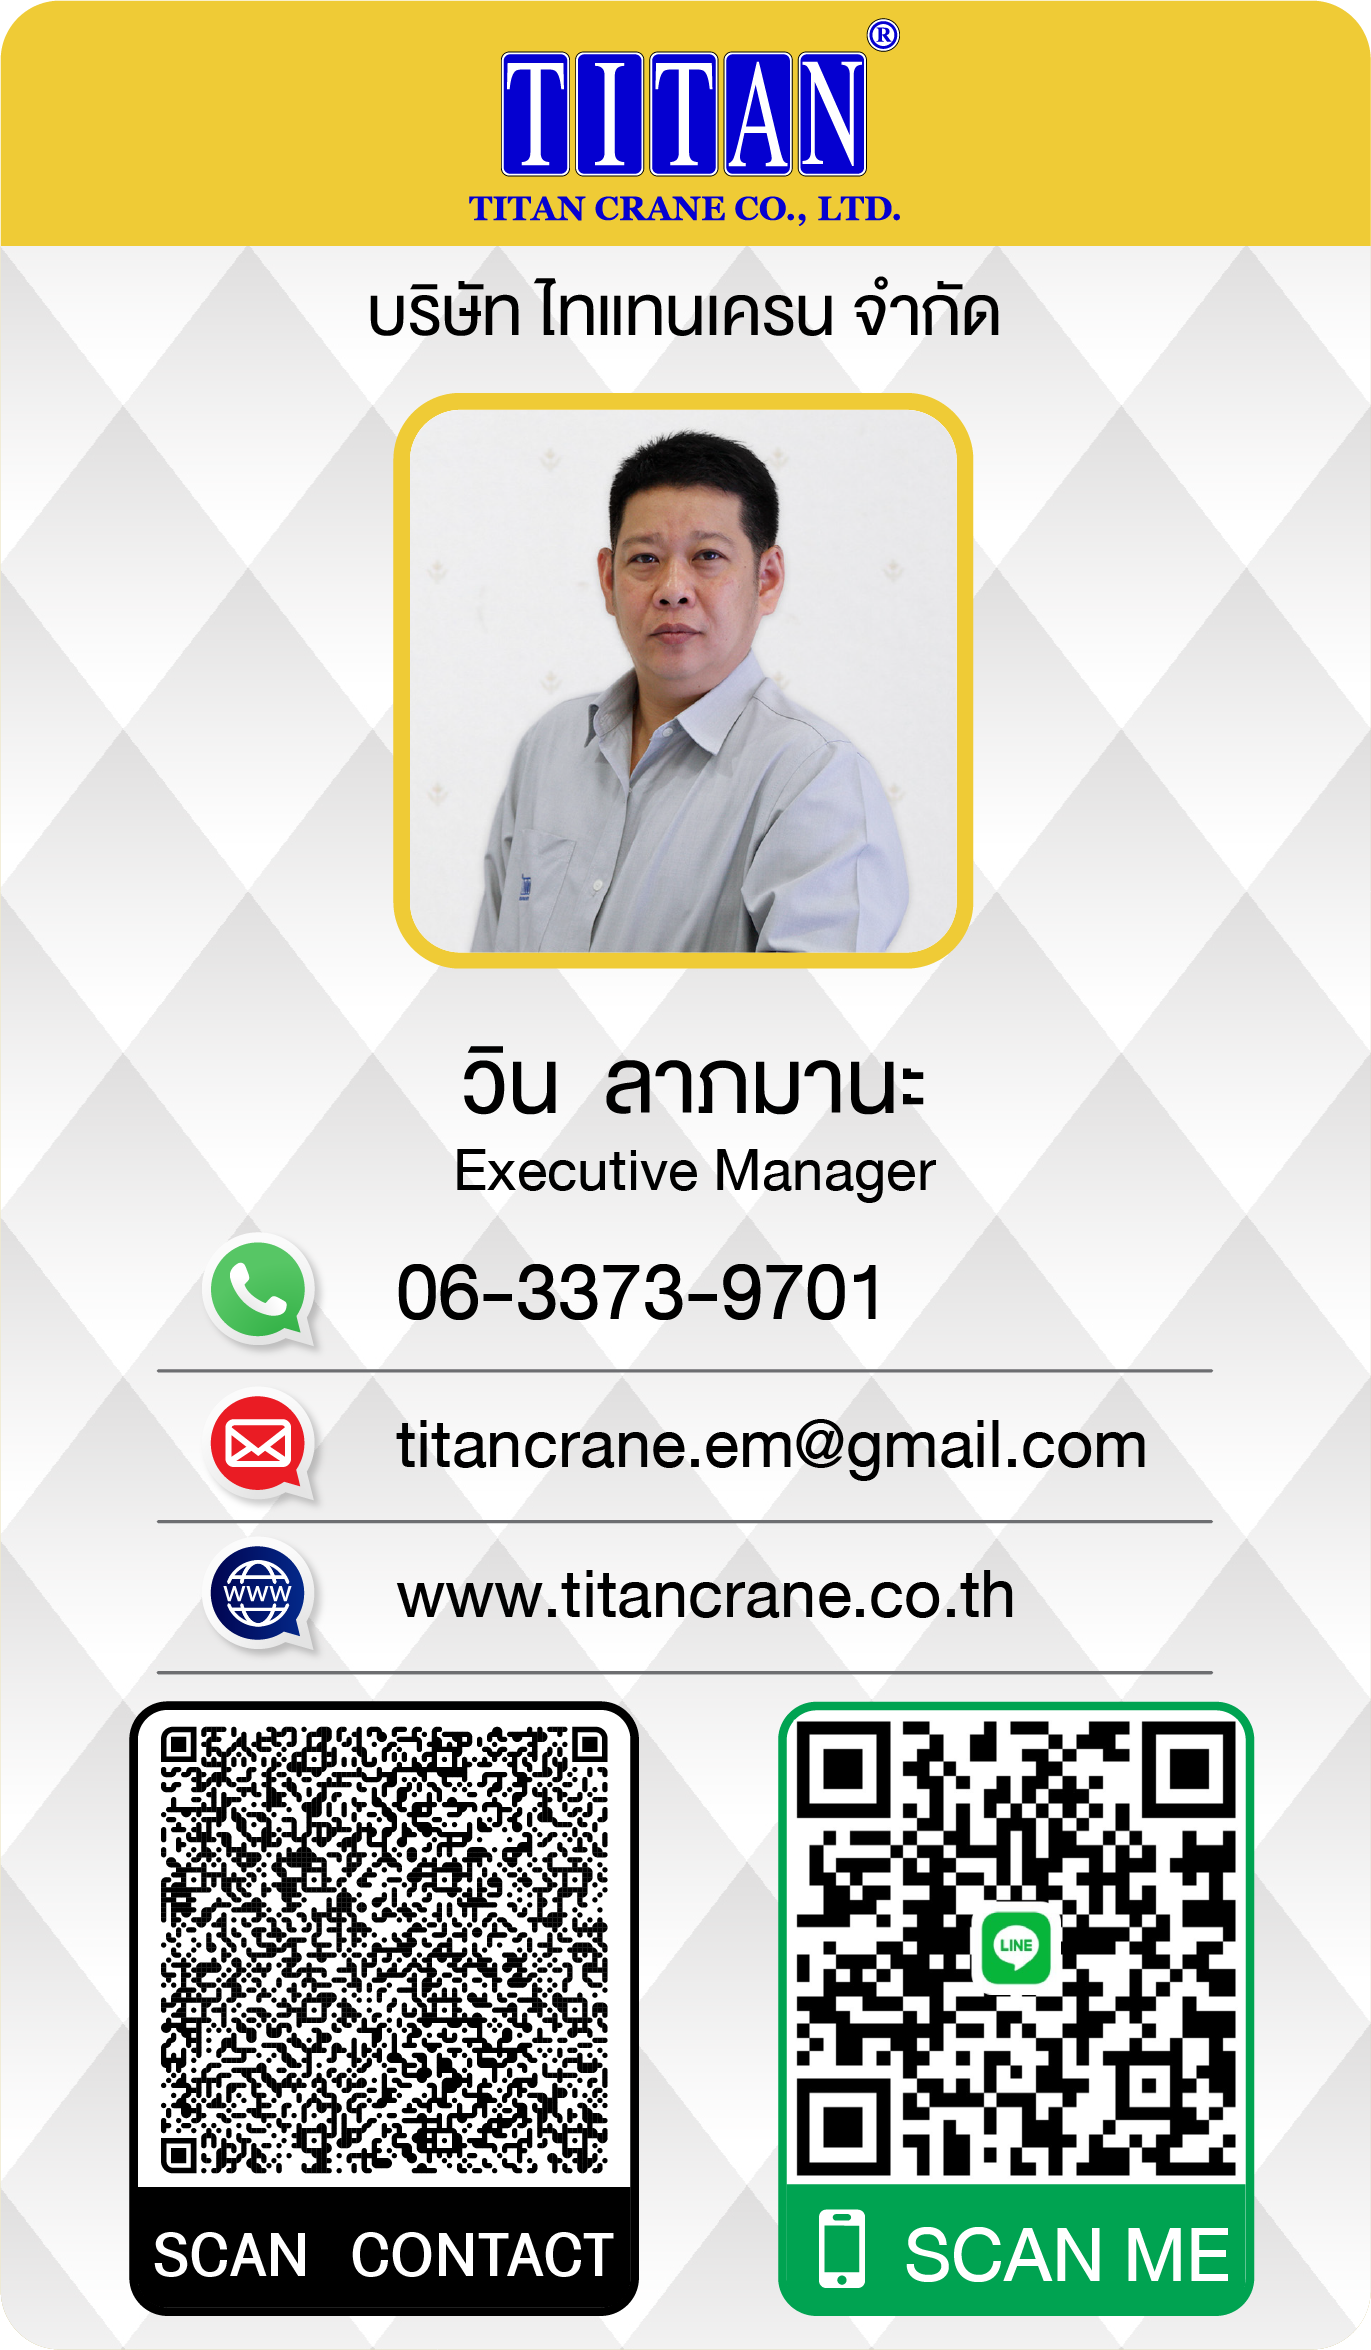 TITAN®
TITAN CRANE CO., LTD.
บริษัท ไทแทนเครน จำกัด
วิน ลาภมานะ
Executive Manager
06-3373-9701
titancrane.em@gmail.com
www
www.titancrane.co.th
LINE
SCAN CONTACT
SCAN ME